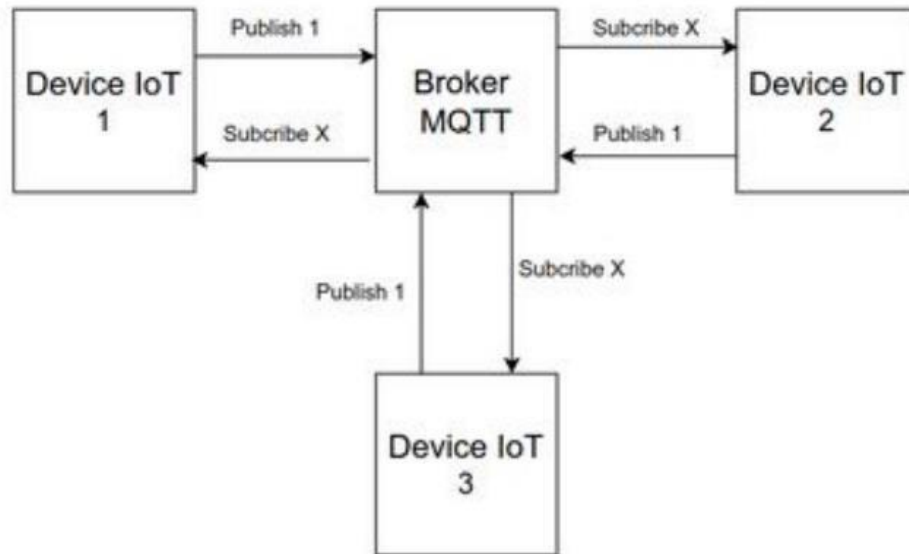 Publish 1
Subcribe X
Device IoT
1
Broker
MQTT
Device IoT
2
Subcribe X
Publish 1
Publish 1
Subcribe X
Device IoT
3